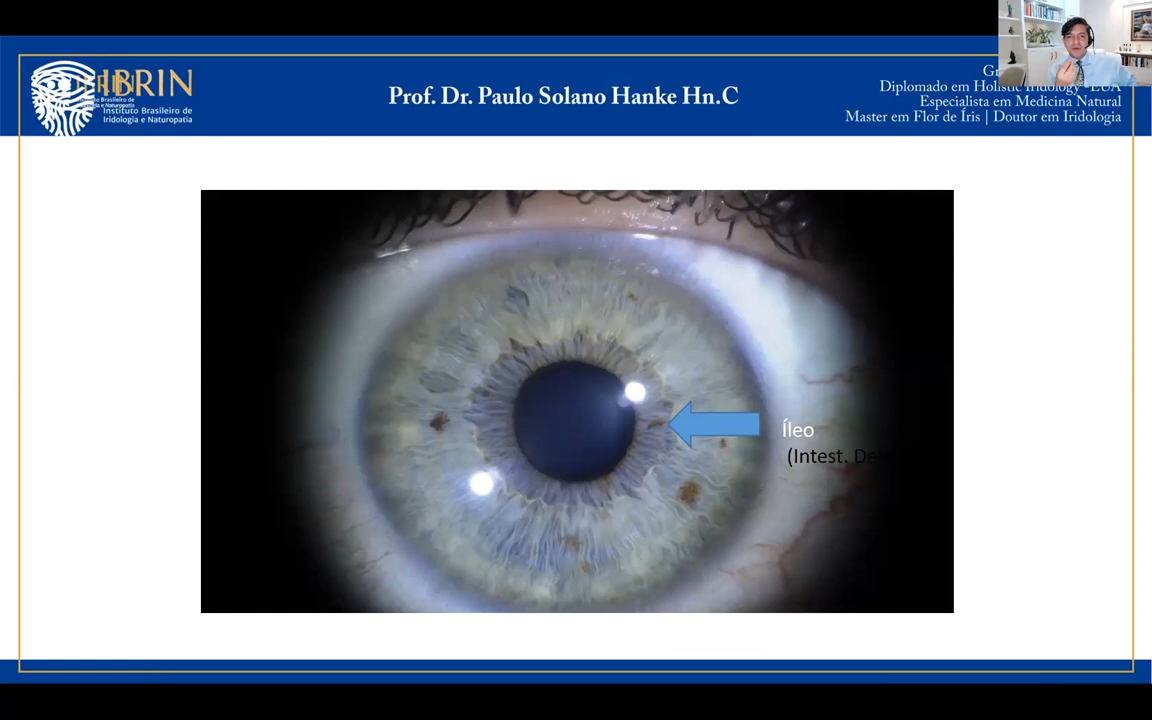 IBRIN
Instituto Brasileiro de
Iridologia e Naturopatia
Prof. Dr. Paulo Solano Hanke Hn.C
Diplomado em Holistic Iridology EUA
Especialista em Medicina Natural
Master em Flor de Íris | Doutor em Iridologia
Íleo
(Intest.